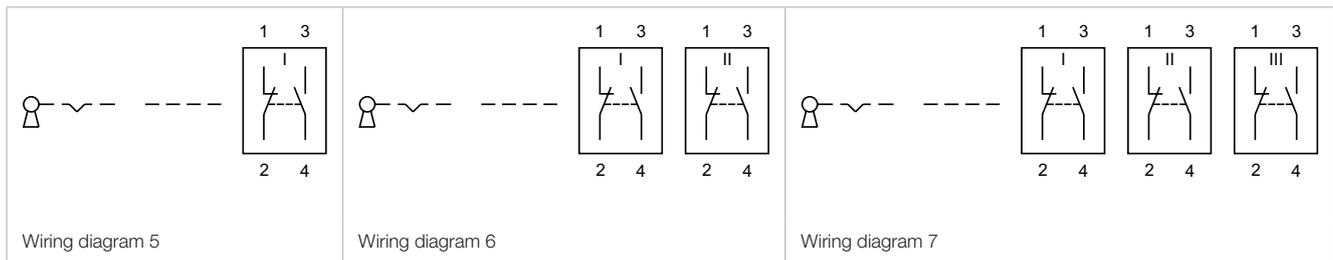 1 3
I
2 4
Wiring diagram 5
1 3 1 3
I II
2 4 2 4
Wiring diagram 6
1 3 1 3 1 3
I II III
2 4 2 4 2 4
Wiring diagram 7